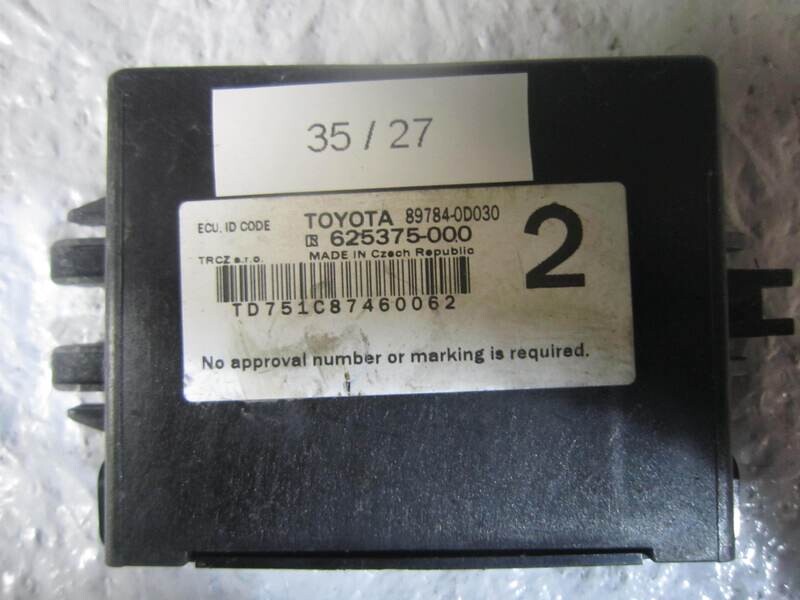 35 / 27
ECU. ID CODE TOYOTA 89784-0D030
R 625375-000
TRCZ s.r.o. MADE IN Czech Republic
2
TD751C87460062
No approval number or marking is required.